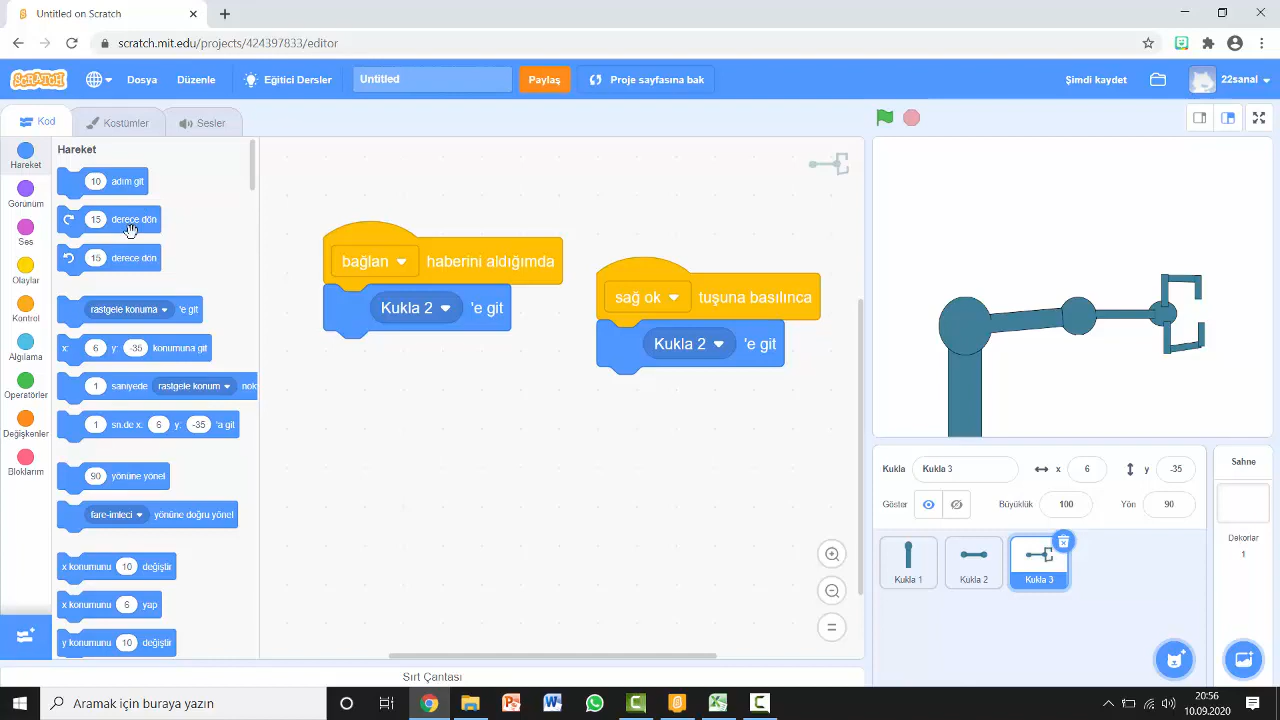 Untitled on Scratch
scratch.mit.edu/projects/424397833/editor
SCRATCH
Dosya
Düzenle
Eğitici Dersler
Untitled
Paylaş
Proje sayfasına bak
Şimdi kaydet
22sanal
Kod
Kostümler
Sesler
Hareket
Görünüm
Ses
Olaylar
Kontrol
Algılama
Operatörler
Değişkenler
Bloklarım
Hareket
10 adım git
15 derece dön
15 derece dön
rastgele konuma 'e git
x: 6 y: -35 konumuna git
1 saniyede rastgele konum nok
1 sn.de x: 6 y: -35 'a git
90 yönüne yönel
fare-imleci yönüne doğru yönel
x konumunu 10 değiştir
x konumunu 6 yap
y konumunu 10 değiştir
bağlan haberini aldığımda
Kukla 2 'e git
sağ ok tuşuna basılınca
Kukla 2 'e git
Sırt Çantası
Kukla Kukla 3 x 6 y -35
Göster Büyüklük 100 Yön 90
Kukla 1
Kukla 2
Kukla 3
Sahne
Dekorlar
1
Aramak için buraya yazın
20:56
10.09.2020